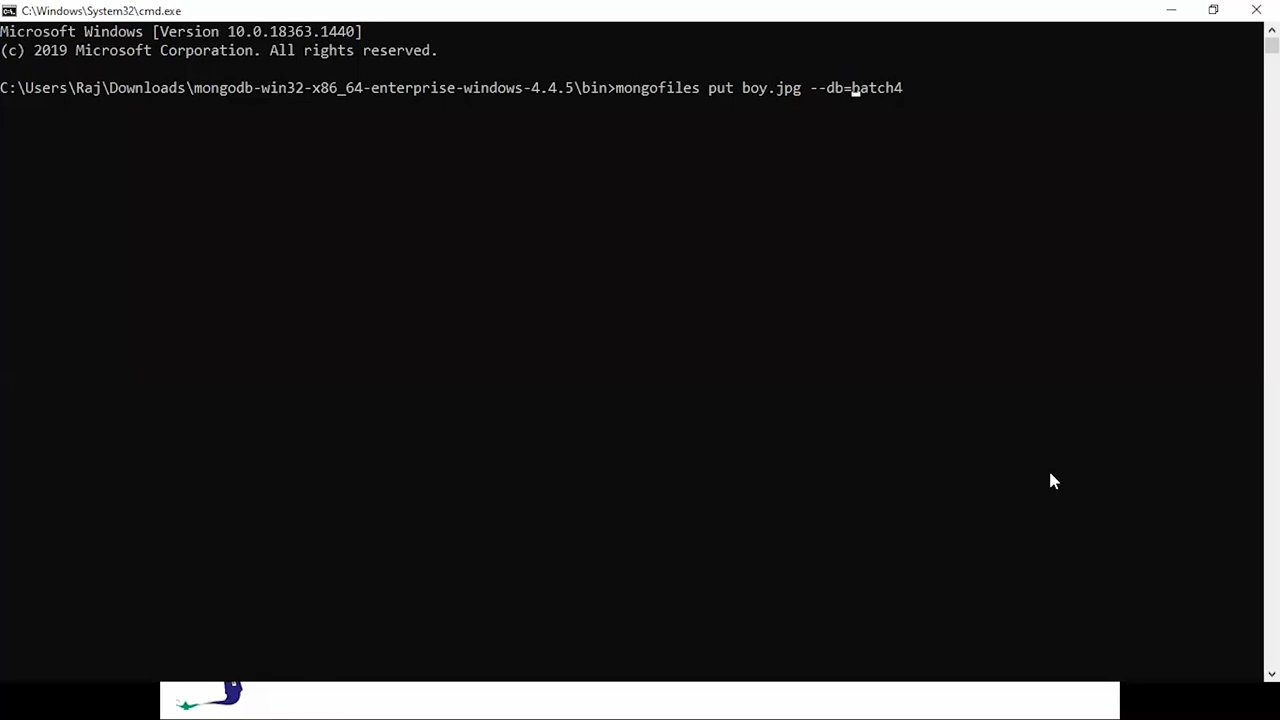 C:\Windows\System32\cmd.exe
Microsoft Windows [Version 10.0.18363.1440]
(c) 2019 Microsoft Corporation. All rights reserved.
C:\Users\Raj\Downloads\mongodb-win32-x86_64-enterprise-windows-4.4.5\bin>mongofiles put boy.jpg --db=batch4